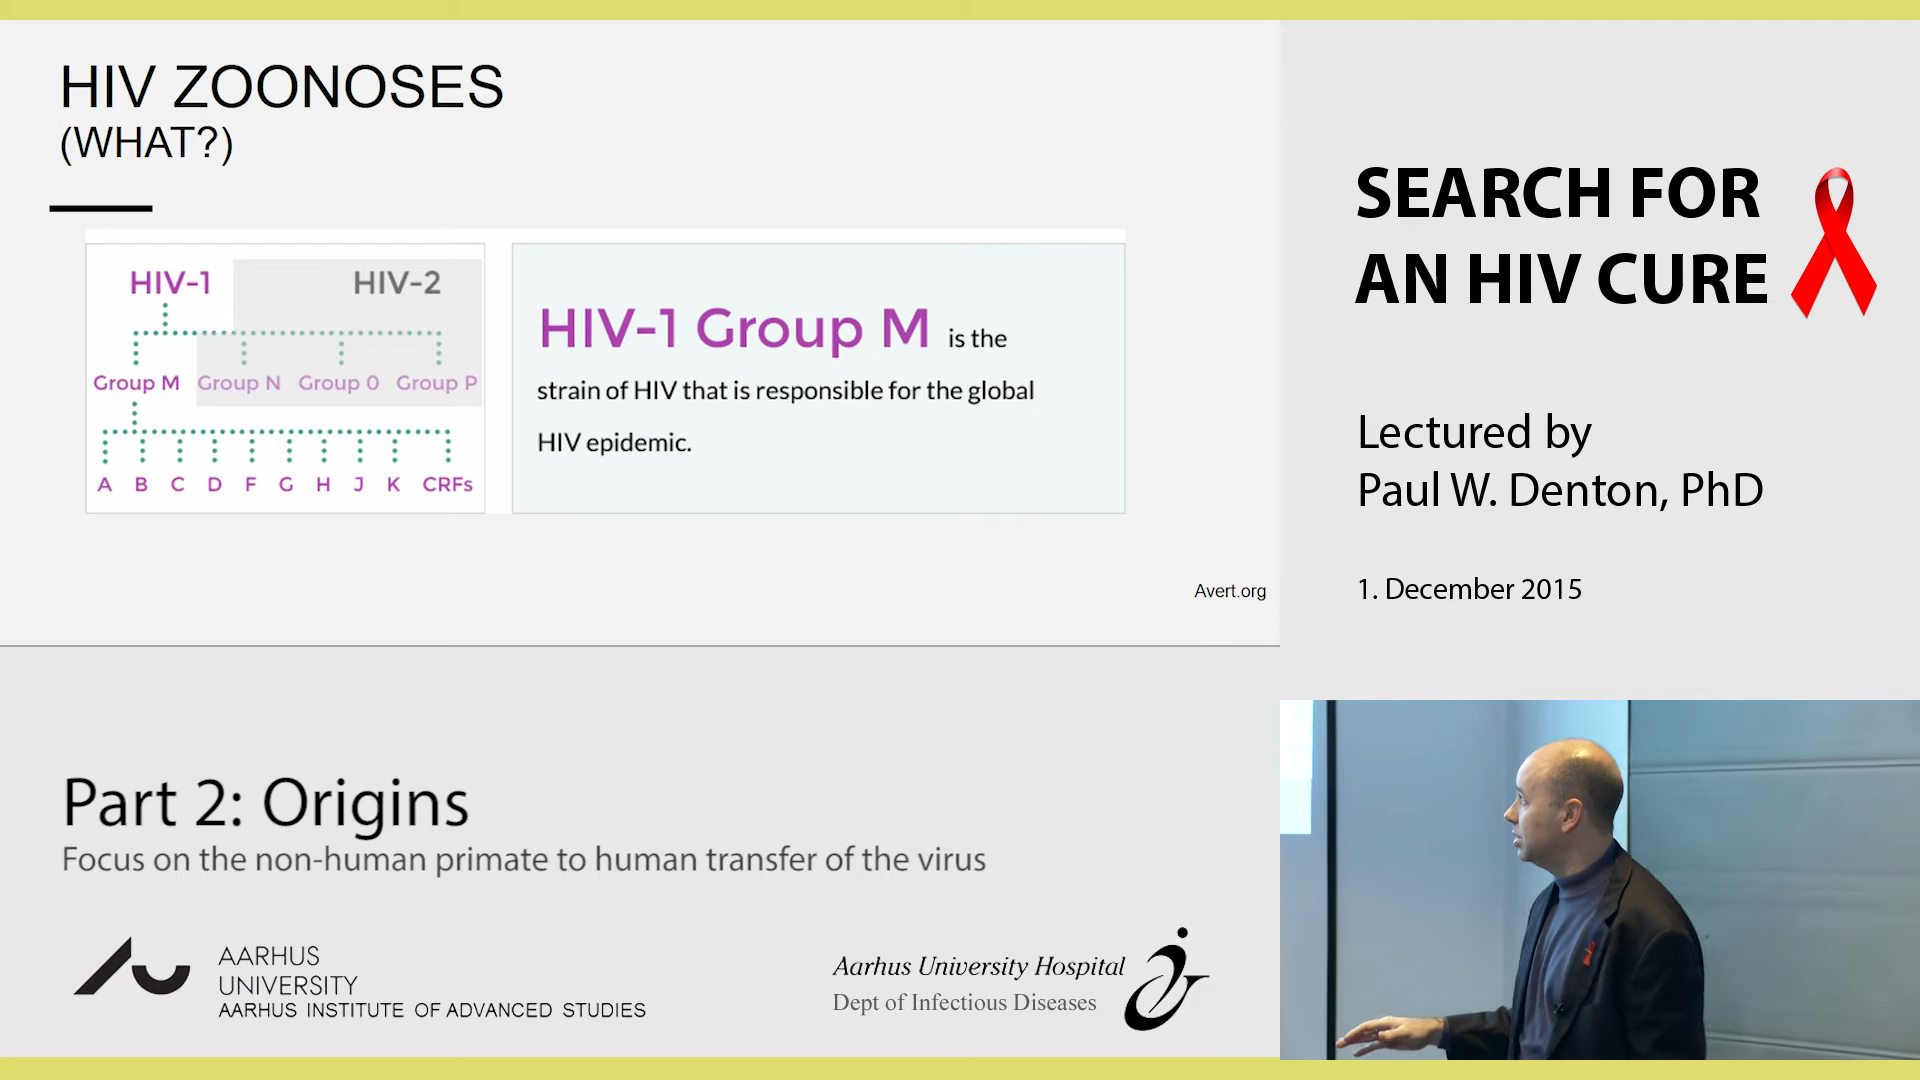 HIV ZOONOSES
(WHAT?)
HIV-1 HIV-2
Group M Group N Group O Group P
A B C D F G H J K CRFs
HIV-1 Group M is the
strain of HIV that is responsible for the global
HIV epidemic.
Avert.org
SEARCH FOR
AN HIV CURE
Lectured by
Paul W. Denton, PhD
1. December 2015
Part 2: Origins
Focus on the non-human primate to human transfer of the virus
AARHUS
UNIVERSITY
AARHUS INSTITUTE OF ADVANCED STUDIES
Aarhus University Hospital
Dept of Infectious Diseases